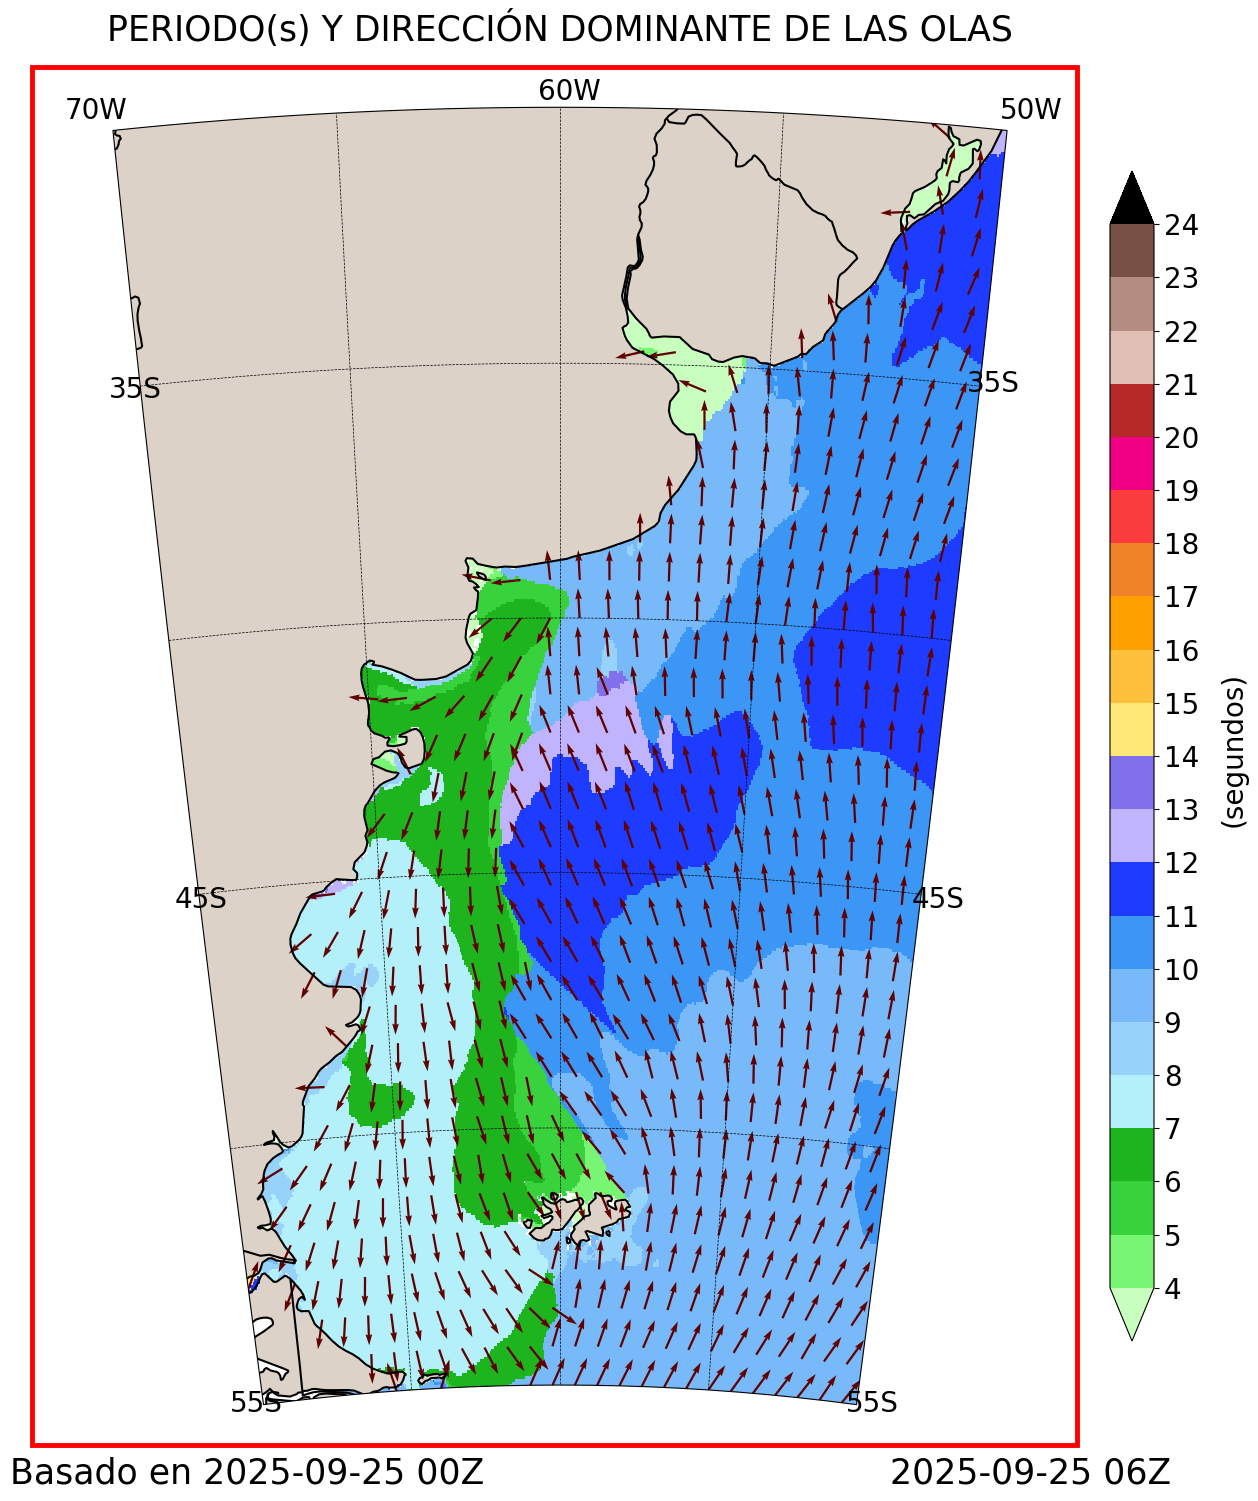 PERIODO(s) Y DIRECCIÓN DOMINANTE DE LAS OLAS
70W
60W
50W
35S
35S
45S
45S
55S
55S
24
23
22
21
20
19
18
17
16
15
14
13
12
11
10
9
8
7
6
5
4
(segundos)
Basado en 2025-09-25 00Z
2025-09-25 06Z